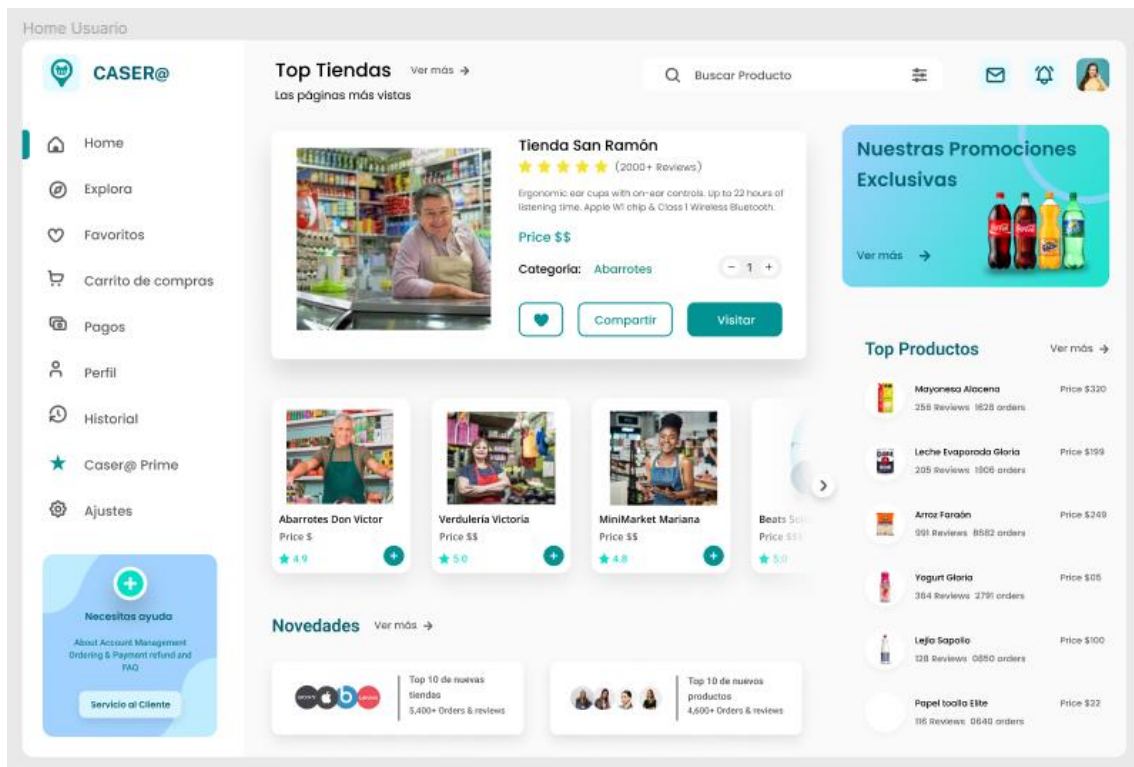 Home Usuario
CASER@
Home
Explora
Favoritos
Carrito de compras
Pagos
Perfil
Historial
Caser@ Prime
Ajustes
Necesitas ayuda
About Account Management
Ordering & Payment refund and
FAQ
Servicio al Cliente
Top Tiendas
Ver más →
Las páginas más vistas
Buscar Producto
Tienda San Ramón
(2000+ Reviews)
Ergonomic ear cups with on-ear controls. Up to 22 hours of
listening time. Apple W1 chip & Class 1 Wireless Bluetooth.
Price $$
Categoría: Abarrotes
- 1 +
Compartir
Visitar
Abarrotes Don Victor
Price $
4.9
Verdulería Victoria
Price $$
5.0
MiniMarket Mariana
Price $$
4.8
Beats
Price
5.0
Novedades
Ver más →
SONY
Lenovo
Top 10 de nuevas
tiendas
5,400+ Orders & reviews
Top 10 de nuevos
productos
4,600+ Orders & reviews
Nuestras Promociones
Exclusivas
Ver más →
Top Productos
Ver más →
Mayonesa Alacena
Price $320
256 Reviews 1628 orders
Leche Evaporada Gloria
Price $199
205 Reviews 1906 orders
Arroz Faraón
Price $249
991 Reviews 8582 orders
Yogurt Gloria
Price $05
364 Reviews 2791 orders
Lejía Sapolio
Price $100
128 Reviews 0850 orders
Papel toalla Elite
Price $22
116 Reviews 0640 orders